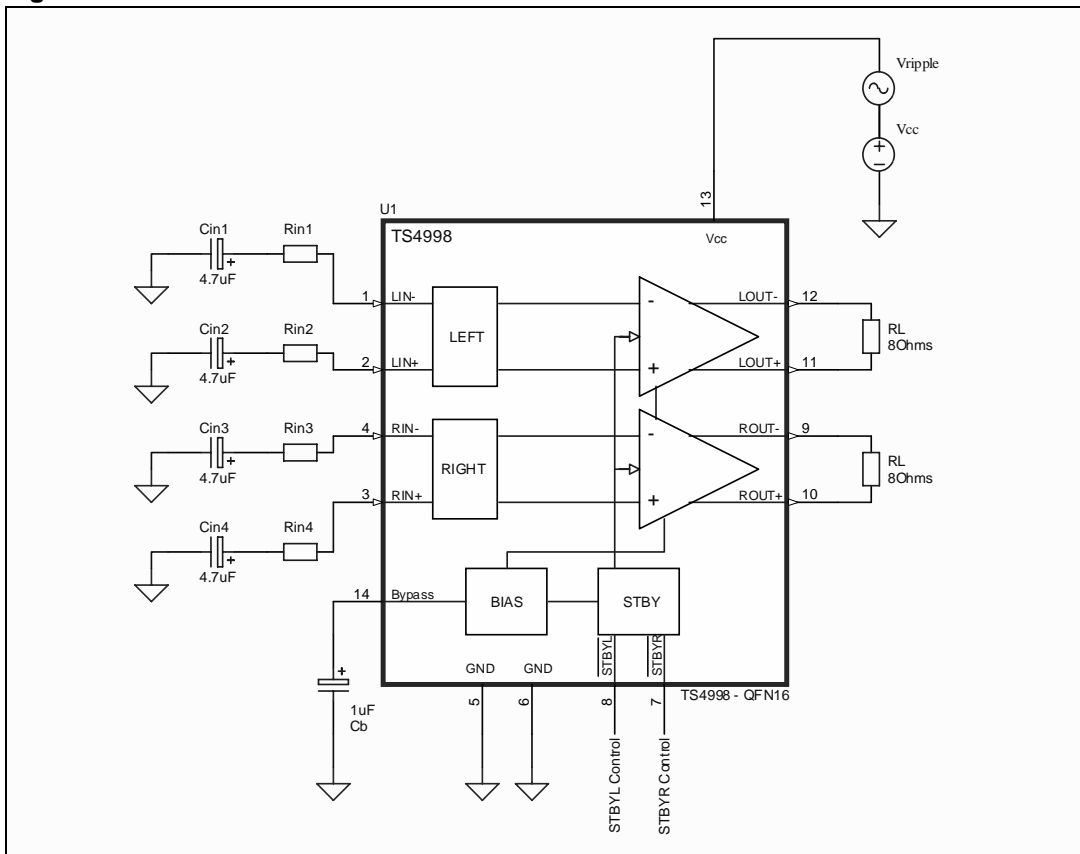 Vripple
Vcc
13
U1
TS4998
Vcc
Cin1
Rin1
+
4.7uF
1
LIN-
Cin2
Rin2
+
4.7uF
2
LIN+
LEFT
-
+
LOUT-
12
LOUT+
11
RL
8Ohms
Cin3
Rin3
+
4.7uF
4
RIN-
Cin4
Rin4
+
4.7uF
3
RIN+
RIGHT
-
+
ROUT-
9
ROUT+
10
RL
8Ohms
14
Bypass
BIAS
STBY
STBYL
STBYR
GND
GND
TS4998 - QFN16
+
1uF
Cb
5
6
8
7
STBYL Control
STBYR Control